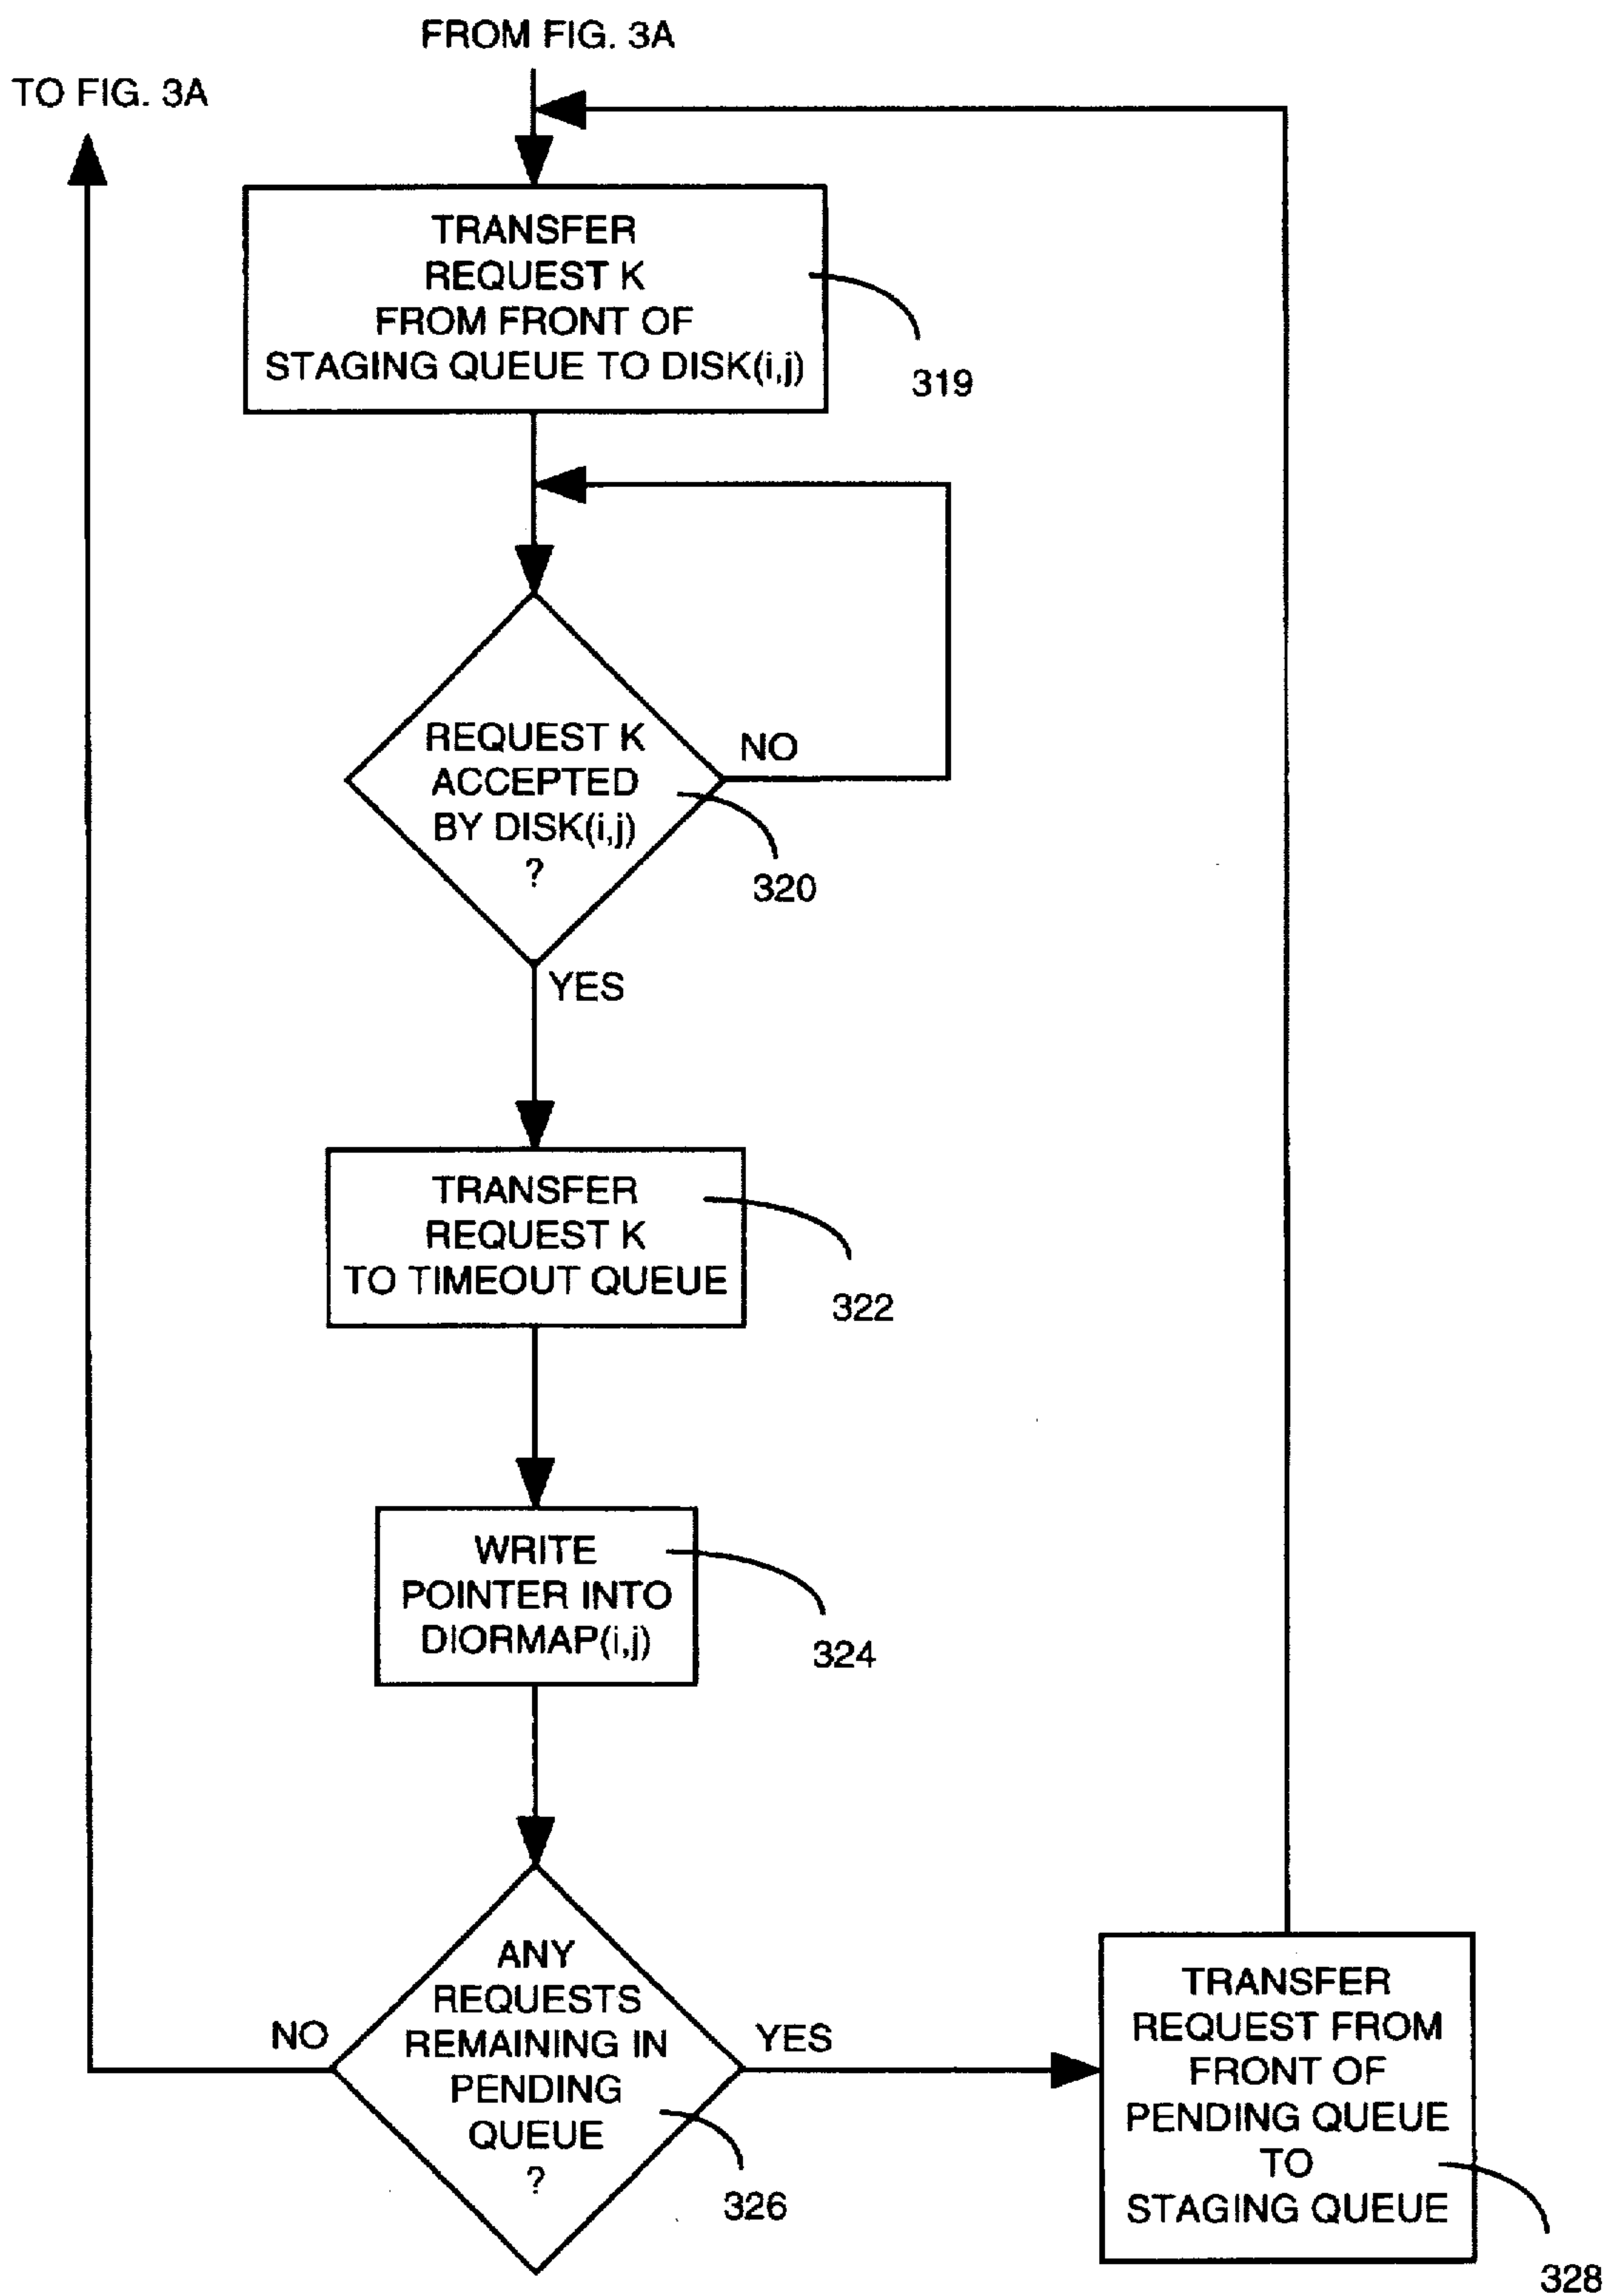 FROM FIG. 3A
TO FIG. 3A
TRANSFER
REQUEST K
FROM FRONT OF
STAGING QUEUE TO DISK(i,j)
319
REQUEST K
ACCEPTED
BY DISK(i,j)
?
NO
320
YES
TRANSFER
REQUEST K
TO TIMEOUT QUEUE
322
WRITE
POINTER INTO
DIORMAP(i,j)
324
ANY
REQUESTS
REMAINING IN
PENDING
QUEUE
?
NO
YES
326
TRANSFER
REQUEST FROM
FRONT OF
PENDING QUEUE
TO
STAGING QUEUE
328